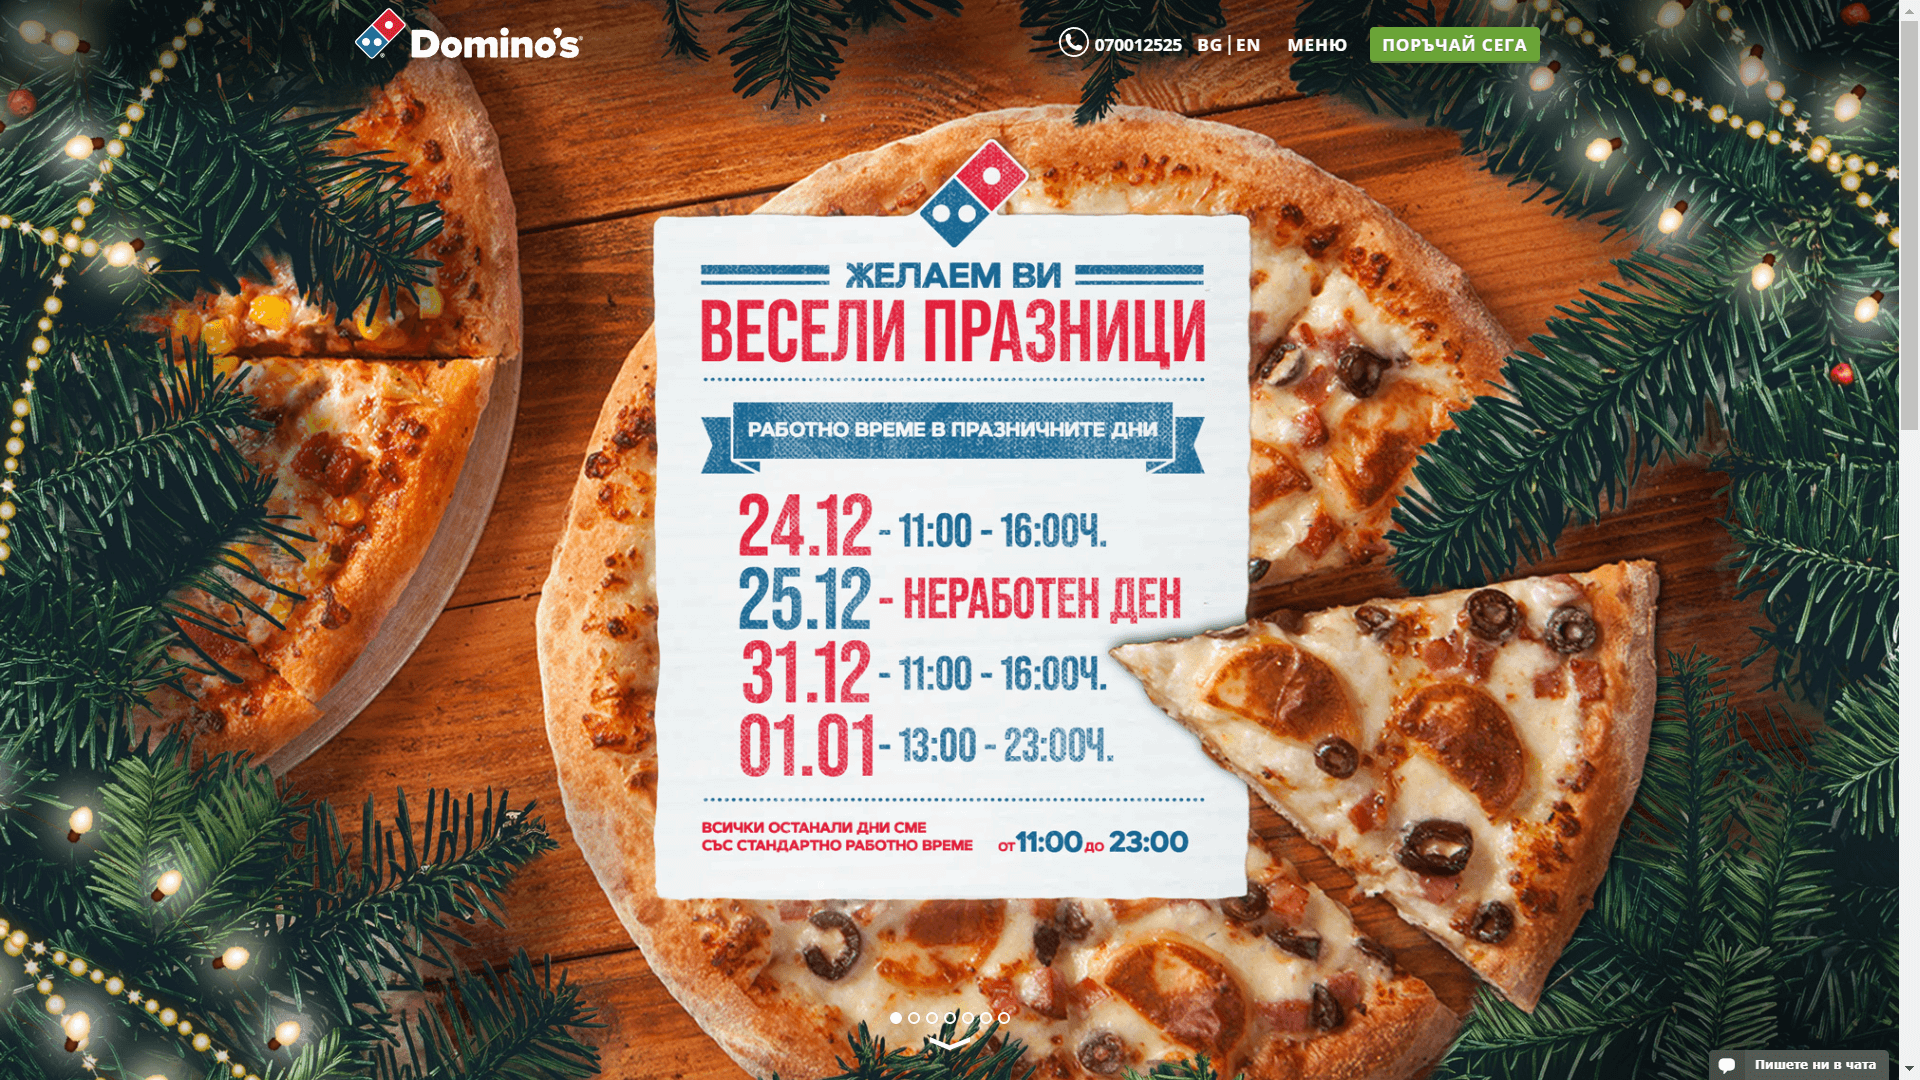 Domino's
070012525 BG | EN МЕНЮ ПОРЪЧАЙ СЕГА
ЖЕЛАЕМ ВИ
ВЕСЕЛИ ПРАЗНИЦИ
РАБОТНО ВРЕМЕ В ПРАЗНИЧНИТЕ ДНИ
24.12 - 11:00 - 16:00Ч.
25.12 - НЕРАБОТЕН ДЕН
31.12 - 11:00 - 16:00Ч.
01.01 - 13:00 - 23:00Ч.
ВСИЧКИ ОСТАНАЛИ ДНИ СМЕ
СЪС СТАНДАРТНО РАБОТНО ВРЕМЕ от 11:00 до 23:00
Пишете ни в чата